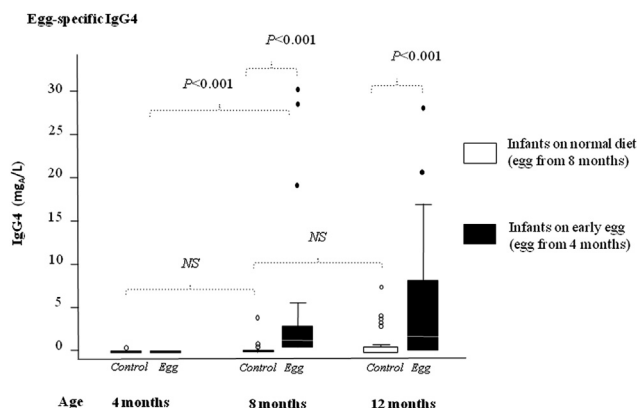 Egg-specific IgG4
P<0.001
P<0.001
P<0.001
30
25
20
15
10
5
0
IgG4 (mgA/L)
NS
NS
Infants on normal diet
(egg from 8 months)
Infants on early egg
(egg from 4 months)
Control Egg Control Egg Control Egg
Age 4 months 8 months 12 months